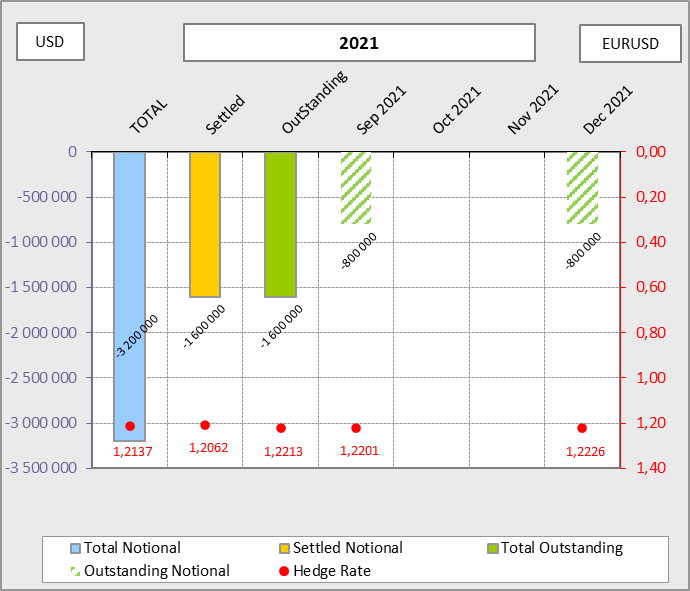 USD
2021
EURUSD
TOTAL
Settled
OutStanding
Sep 2021
Oct 2021
Nov 2021
Dec 2021
0
-500 000
-1 000 000
-1 500 000
-2 000 000
-2 500 000
-3 000 000
-3 500 000
0,00
0,20
0,40
0,60
0,80
1,00
1,20
1,40
-3 200 000
-1 600 000
-1 600 000
-800 000
-800 000
1,2137
1,2062
1,2213
1,2201
1,2226
Total Notional
Settled Notional
Total Outstanding
Outstanding Notional
Hedge Rate